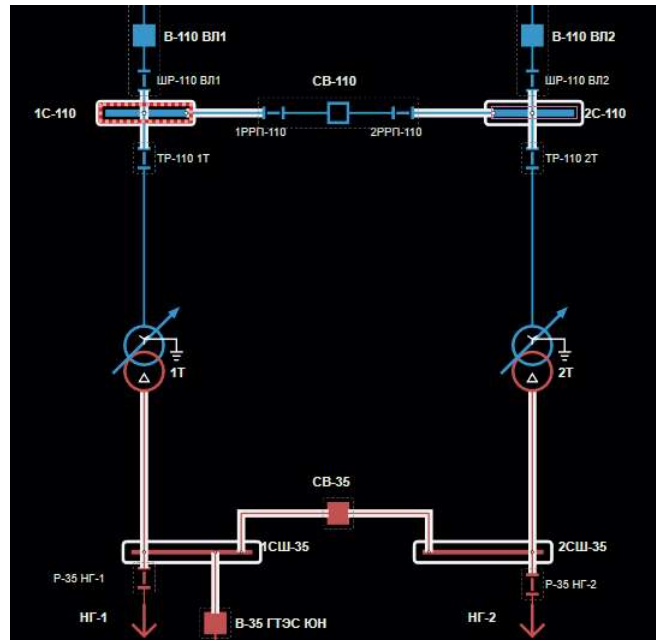 В-110 ВЛ1
В-110 ВЛ2
ШР-110 ВЛ1
СВ-110
ШР-110 ВЛ2
1С-110
2С-110
1РРП-110
2РРП-110
ТР-110 1Т
ТР-110 2Т
1Т
2Т
СВ-35
1СШ-35
2СШ-35
Р-35 НГ-1
Р-35 НГ-2
НГ-1
НГ-2
В-35 ГТЭС ЮН